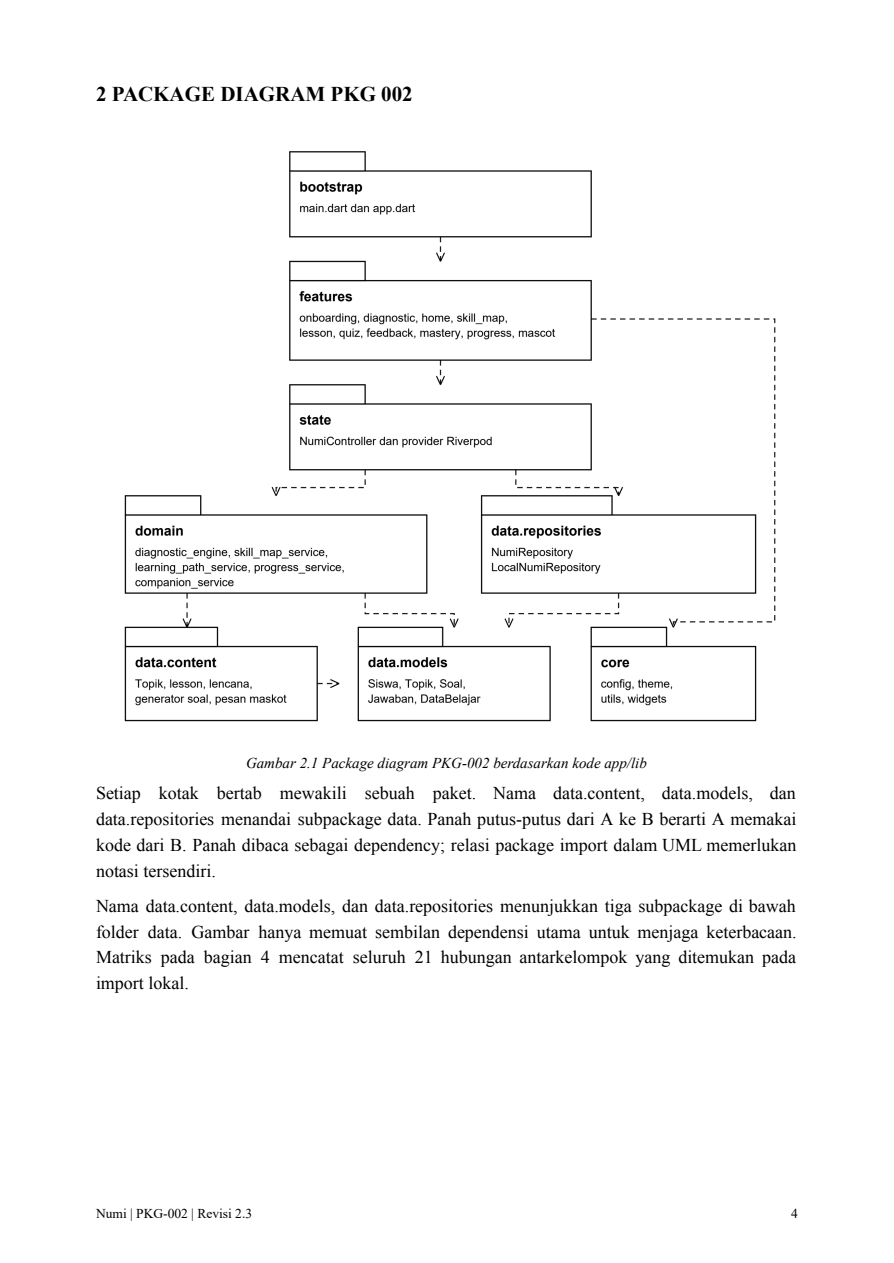 2 PACKAGE DIAGRAM PKG 002
bootstrap
main.dart dan app.dart
features
onboarding, diagnostic, home, skill_map,
lesson, quiz, feedback, mastery, progress, mascot
state
NumiController dan provider Riverpod
domain
diagnostic_engine, skill_map_service,
learning_path_service, progress_service,
companion_service
data.repositories
NumiRepository
LocalNumiRepository
data.content
Topik, lesson, lencana,
generator soal, pesan maskot
data.models
Siswa, Topik, Soal,
Jawaban, DataBelajar
core
config, theme,
utils, widgets
Gambar 2.1 Package diagram PKG-002 berdasarkan kode app/lib
Setiap kotak bertab mewakili sebuah paket. Nama data.content, data.models, dan
data.repositories menandai subpackage data. Panah putus-putus dari A ke B berarti A memakai
kode dari B. Panah dibaca sebagai dependency; relasi package import dalam UML memerlukan
notasi tersendiri.
Nama data.content, data.models, dan data.repositories menunjukkan tiga subpackage di bawah
folder data. Gambar hanya memuat sembilan dependensi utama untuk menjaga keterbacaan.
Matriks pada bagian 4 mencatat seluruh 21 hubungan antarkelompok yang ditemukan pada
import lokal.
Numi | PKG-002 | Revisi 2.3
4